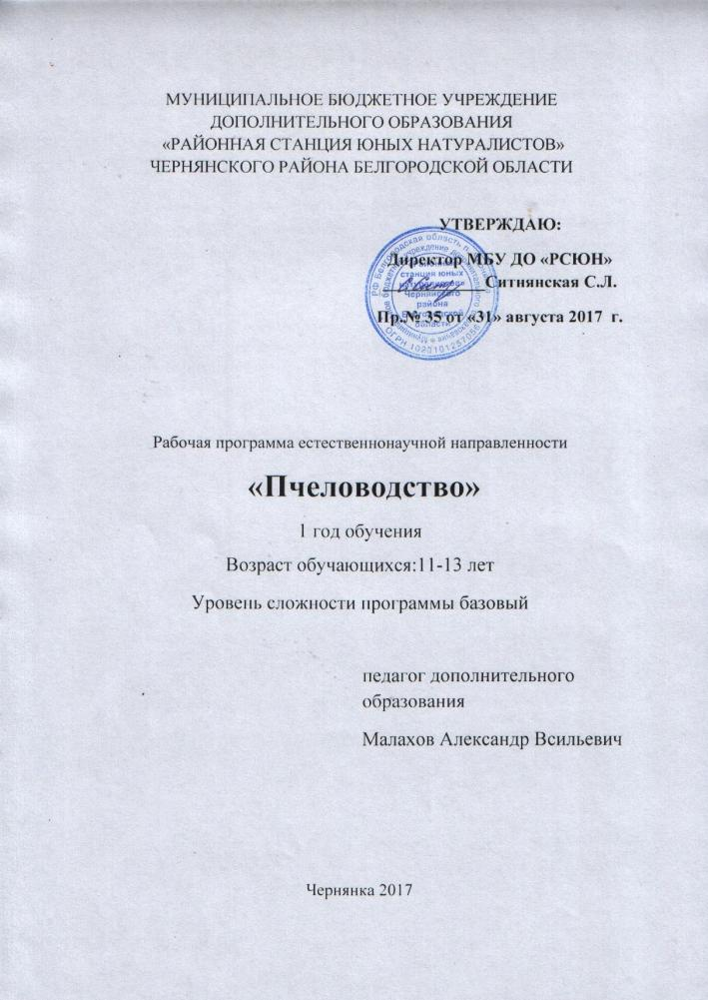 МУНИЦИПАЛЬНОЕ БЮДЖЕТНОЕ УЧРЕЖДЕНИЕ
ДОПОЛНИТЕЛЬНОГО ОБРАЗОВАНИЯ
«РАЙОННАЯ СТАНЦИЯ ЮНЫХ НАТУРАЛИСТОВ»
ЧЕРНЯНСКОГО РАЙОНА БЕЛГОРОДСКОЙ ОБЛАСТИ
УТВЕРЖДАЮ:
Директор МБУ ДО «РСЮН»
Ситнянская С.Л.
Пр.№ 35 от «31» августа 2017 г.
РФ Белгородская область п.
станция юных
Чернянского
района
области
ОГРН
Рабочая программа естественнонаучной направленности
«Пчеловодство»
1 год обучения
Возраст обучающихся:11-13 лет
Уровень сложности программы базовый
педагог дополнительного
образования
Малахов Александр Всильевич
Чернянка 2017